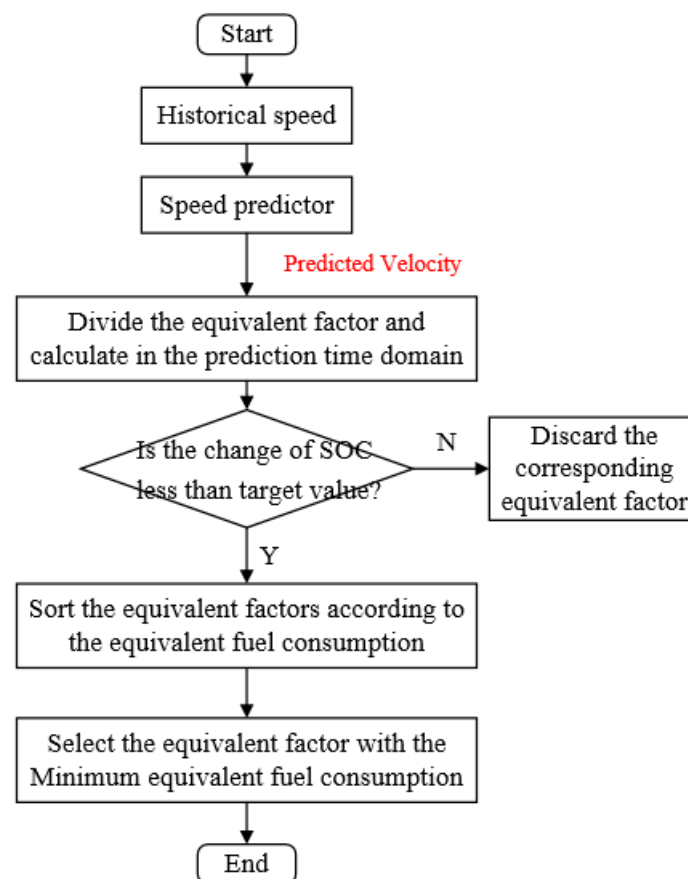 Start
Historical speed
Speed predictor
Predicted Velocity
Divide the equivalent factor and
calculate in the prediction time domain
Is the change of SOC
less than target value?
N
Discard the
corresponding
equivalent factor
Y
Sort the equivalent factors according to
the equivalent fuel consumption
Select the equivalent factor with the
Minimum equivalent fuel consumption
End